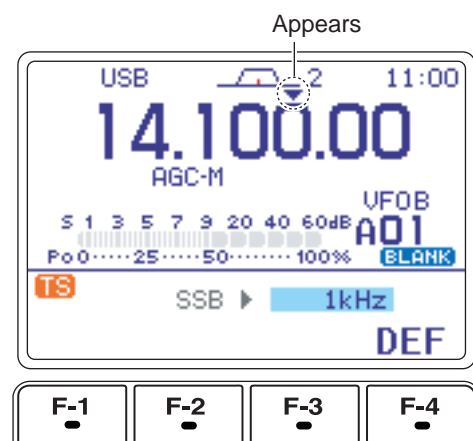 Appears
USB 2 11:00
14.100.00
AGC-M
VFOB
S 1 3 5 7 9 20 40 60dB A01
Po 0·····25·····50········100% BLANK
TS
SSB ▶ 1kHz
DEF
F-1 F-2 F-3 F-4